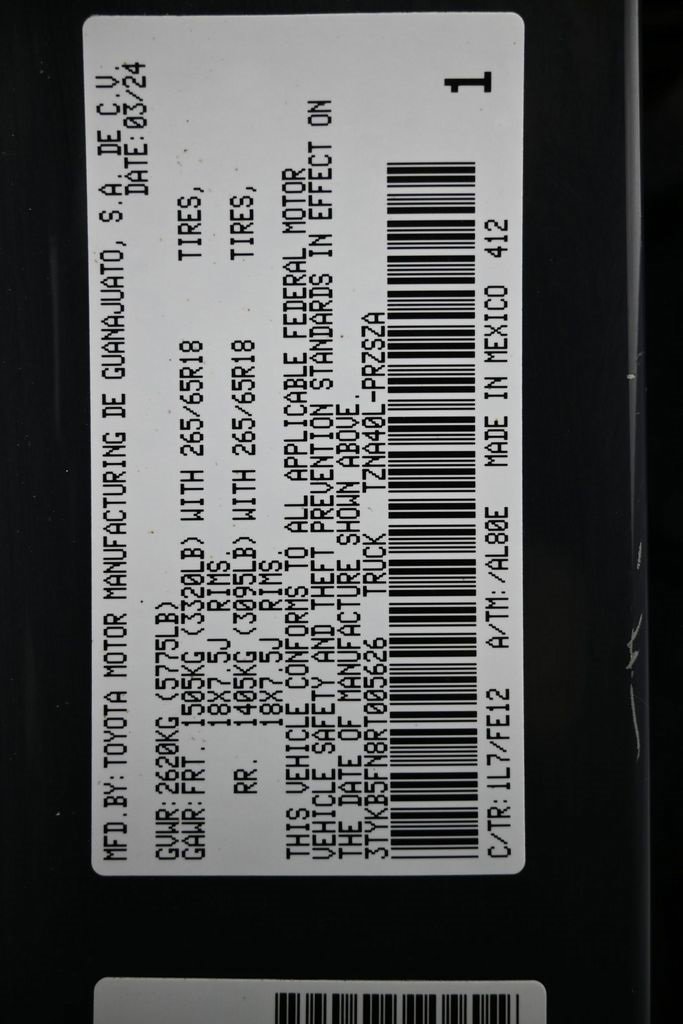 MFD.BY: TOYOTA MOTOR MANUFACTURING DE GUANAJUATO, S.A. DE C.V.
DATE: 03/24
GVWR: 2620KG (5775LB)
GAWR: FRT. 1505KG (3320LB) WITH 265/65R18 TIRES,
18X7.5J RIMS.
RR. 1405KG (3095LB) WITH 265/65R18 TIRES,
18X7.5J RIMS.
THIS VEHICLE CONFORMS TO ALL APPLICABLE FEDERAL MOTOR
VEHICLE SAFETY AND THEFT PREVENTION STANDARDS IN EFFECT ON
THE DATE OF MANUFACTURE SHOWN ABOVE.
3TYKB5FN8RT005626 TRUCK TZNA40L-PRZSZA
1
C/TR: 1L7/FE12 A/TM: /AL80E MADE IN MEXICO 412